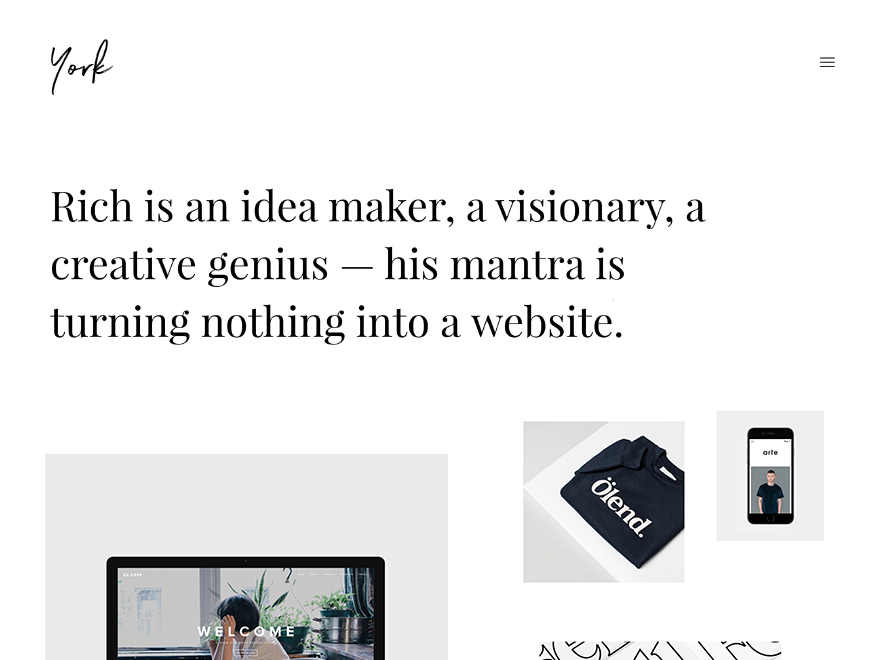 York
Rich is an idea maker, a visionary, a
creative genius — his mantra is
turning nothing into a website.
Ölend.
arte
WELCOME